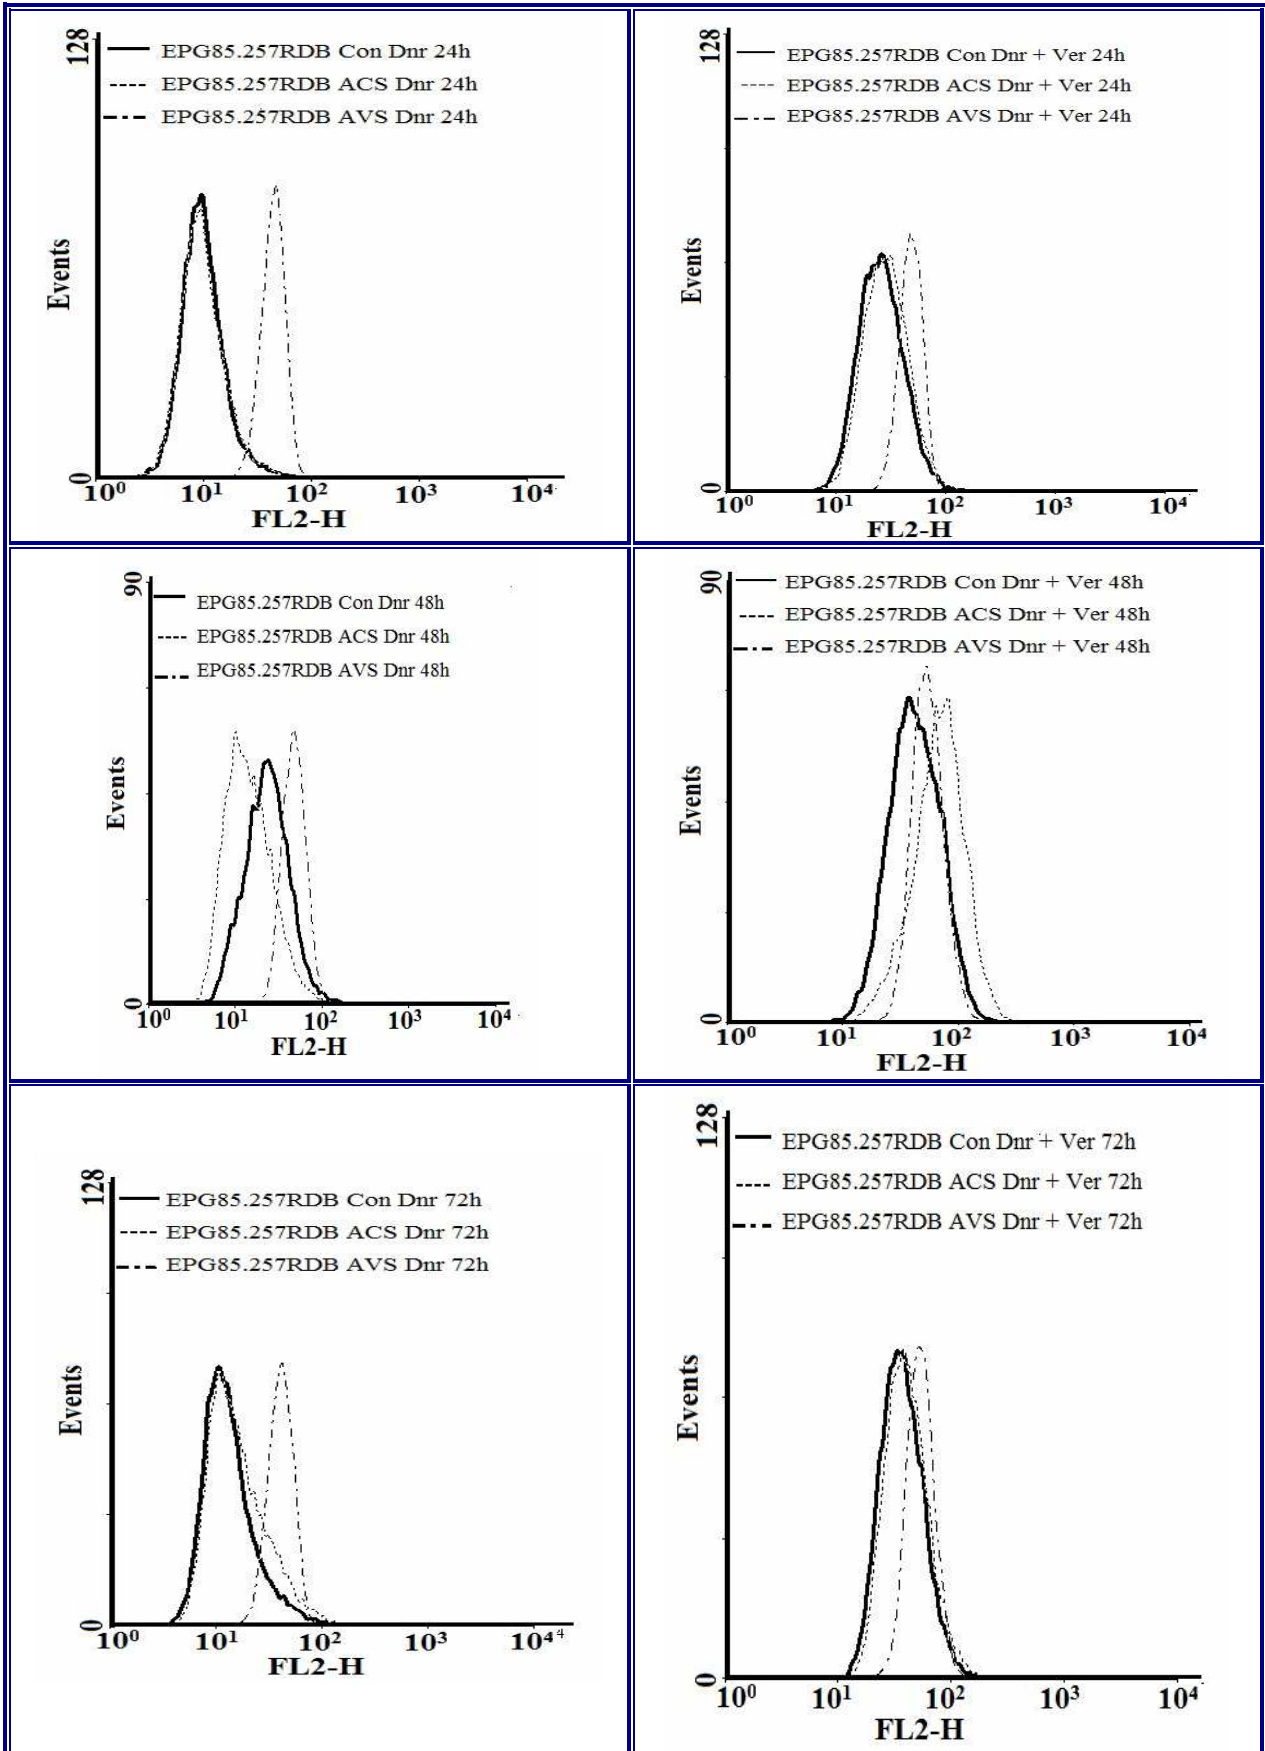 128
EPG85.257RDB Con Dnr 24h
EPG85.257RDB ACS Dnr 24h
EPG85.257RDB AVS Dnr 24h
Events
0
10⁰ 10¹ 10² 10³ 10⁴
FL2-H
128
EPG85.257RDB Con Dnr + Ver 24h
EPG85.257RDB ACS Dnr + Ver 24h
EPG85.257RDB AVS Dnr + Ver 24h
Events
0
10⁰ 10¹ 10² 10³ 10⁴
FL2-H
90
EPG85.257RDB Con Dnr 48h
EPG85.257RDB ACS Dnr 48h
EPG85.257RDB AVS Dnr 48h
Events
0
10⁰ 10¹ 10² 10³ 10⁴
FL2-H
90
EPG85.257RDB Con Dnr + Ver 48h
EPG85.257RDB ACS Dnr + Ver 48h
EPG85.257RDB AVS Dnr + Ver 48h
Events
0
10⁰ 10¹ 10² 10³ 10⁴
FL2-H
128
EPG85.257RDB Con Dnr 72h
EPG85.257RDB ACS Dnr 72h
EPG85.257RDB AVS Dnr 72h
Events
0
10⁰ 10¹ 10² 10³ 10⁴⁴
FL2-H
128
EPG85.257RDB Con Dnr + Ver 72h
EPG85.257RDB ACS Dnr + Ver 72h
EPG85.257RDB AVS Dnr + Ver 72h
Events
0
10⁰ 10¹ 10² 10³ 10⁴
FL2-H